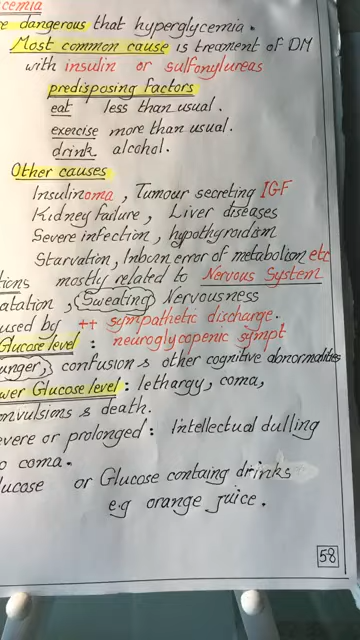 cemia
e dangerous that hyperglycemia.
Most common cause is treament of DM
with insulin or sulfonylureas
predisposing factors
eat less than usual.
exercise more than usual.
drink alcohol.
Other causes
Insulinoma, Tumour secreting IGF
Kidney failure, Liver diseases
Severe infection, hypothyroidism
Starvation, Inborn error of metabolism etc
tions mostly related to Nervous System
atation, Sweating, Nervousness
used by ++ sympathetic discharge.
Glucose level : neuroglycopenic sympt
unger, confusion & other cognitive abnormalities
wer Glucose level: lethargy, coma,
nvulsions & death.
evere or prolonged: Intellectual dulling
o coma.
lucose or Glucose containg drinks
e.g orange juice.
58